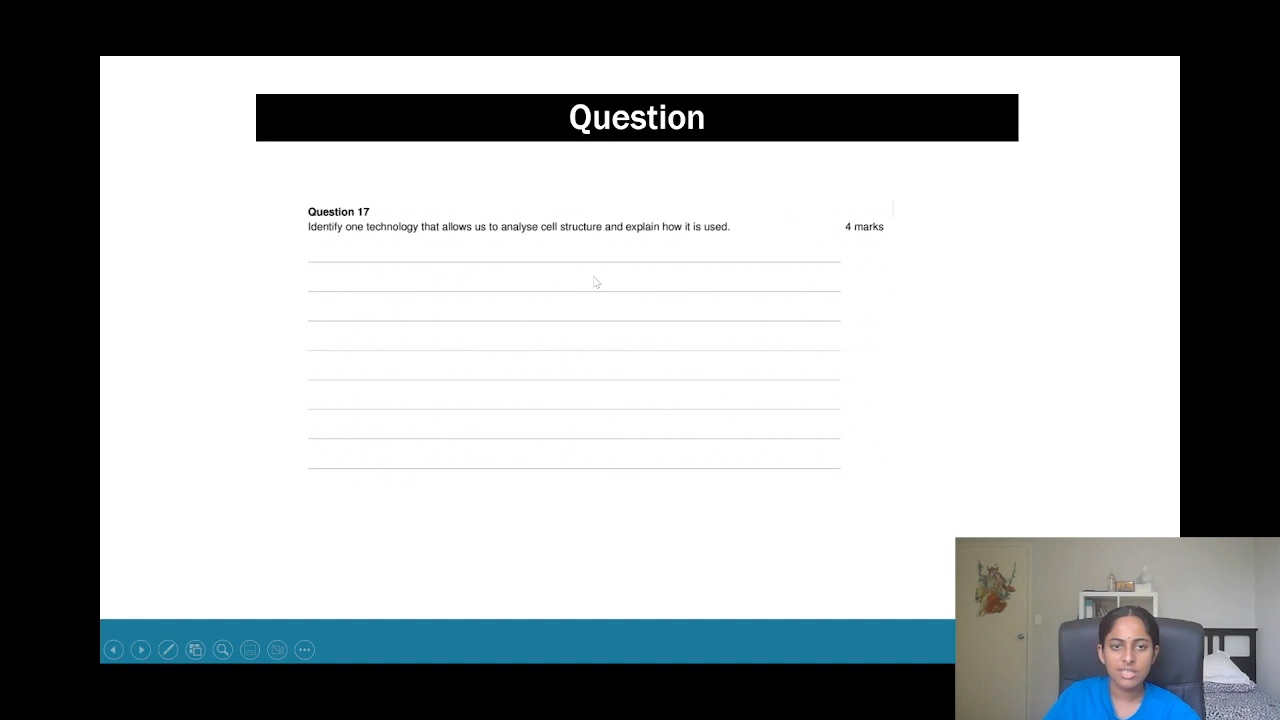 Question
Question 17
Identify one technology that allows us to analyse cell structure and explain how it is used. 4 marks